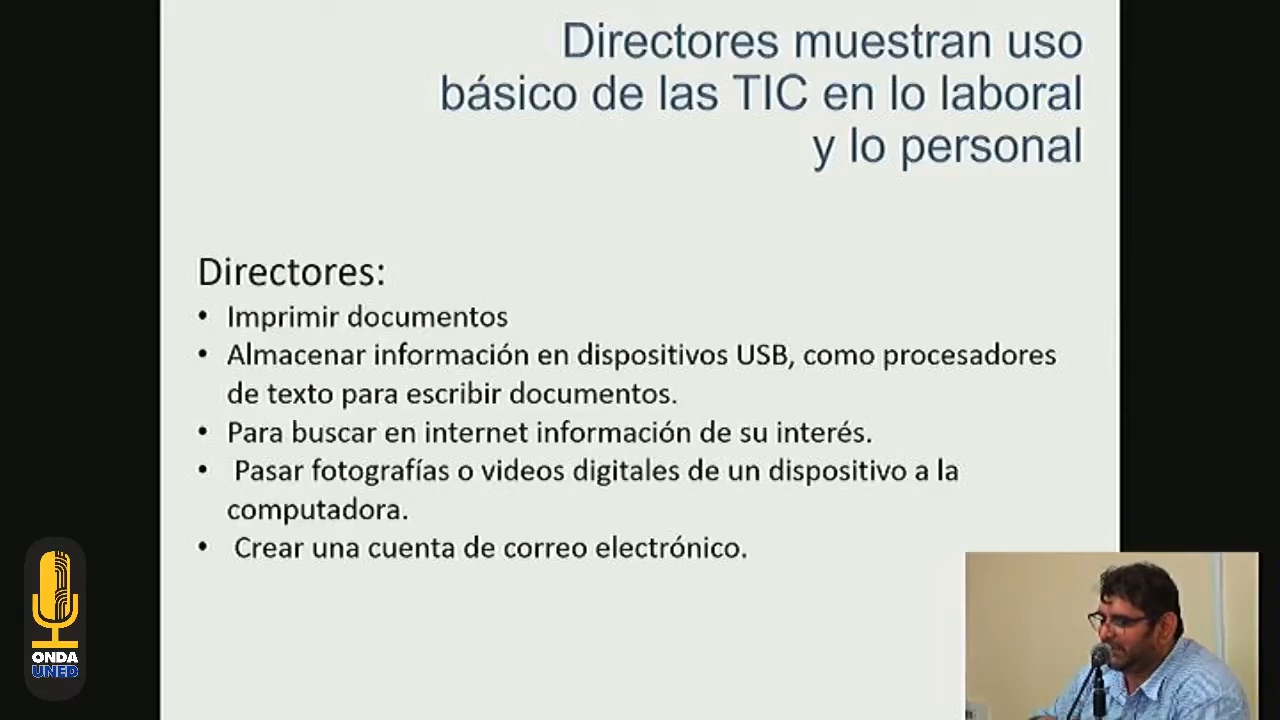 Directores muestran uso
básico de las TIC en lo laboral
y lo personal
Directores:
• Imprimir documentos
• Almacenar información en dispositivos USB, como procesadores
de texto para escribir documentos.
• Para buscar en internet información de su interés.
• Pasar fotografías o videos digitales de un dispositivo a la
computadora.
• Crear una cuenta de correo electrónico.
ONDA
UNED